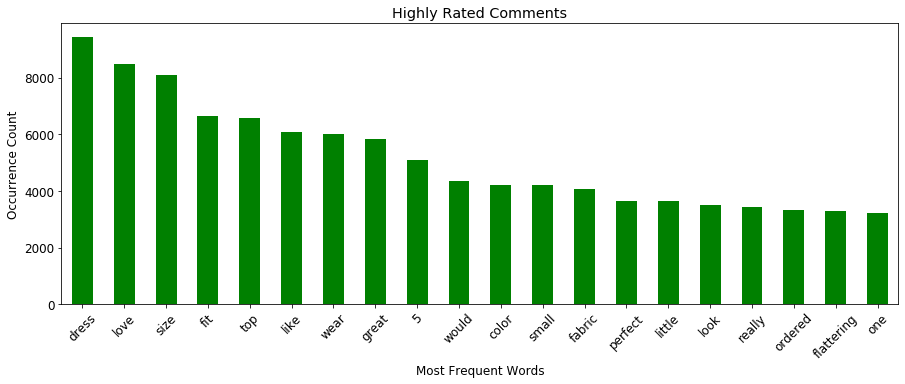 Highly Rated Comments
Occurrence Count
8000
6000
4000
2000
0
dress
love
size
fit
top
like
wear
great
5
would
color
small
fabric
perfect
little
look
really
ordered
flattering
one
Most Frequent Words